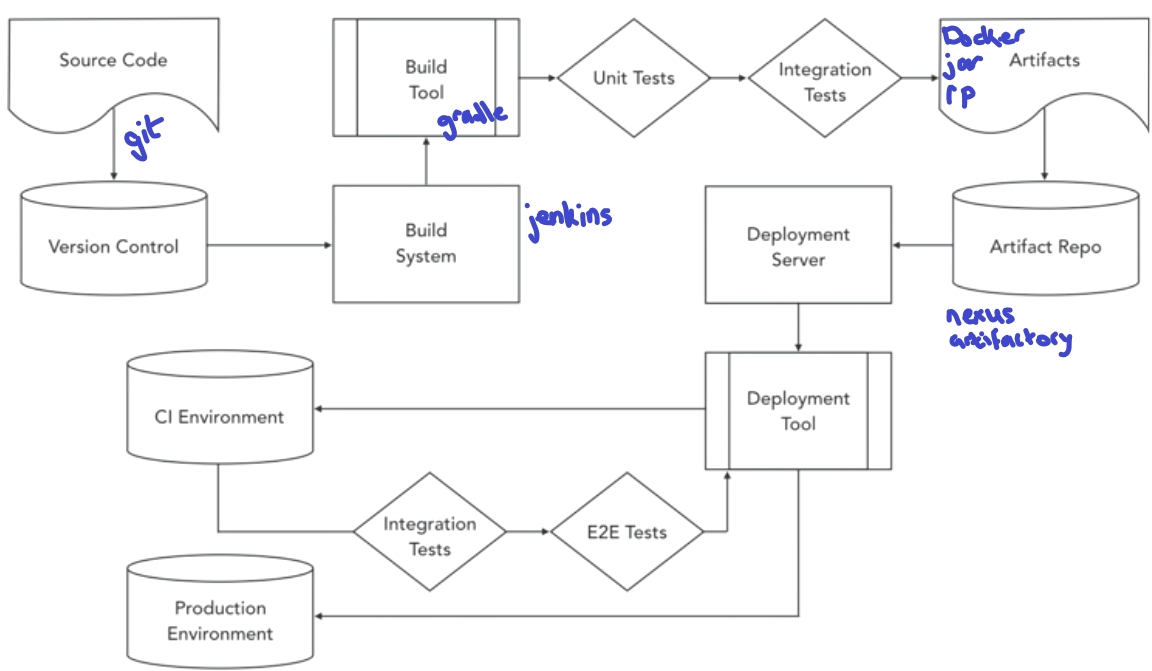 Source Code
git
Version Control
Build
Tool
gradle
Build
System
jenkins
Unit Tests
Integration
Tests
Docker
jar
rp
Artifacts
Artifact Repo
nexus
artifactory
Deployment
Server
Deployment
Tool
CI Environment
Integration
Tests
E2E Tests
Production
Environment